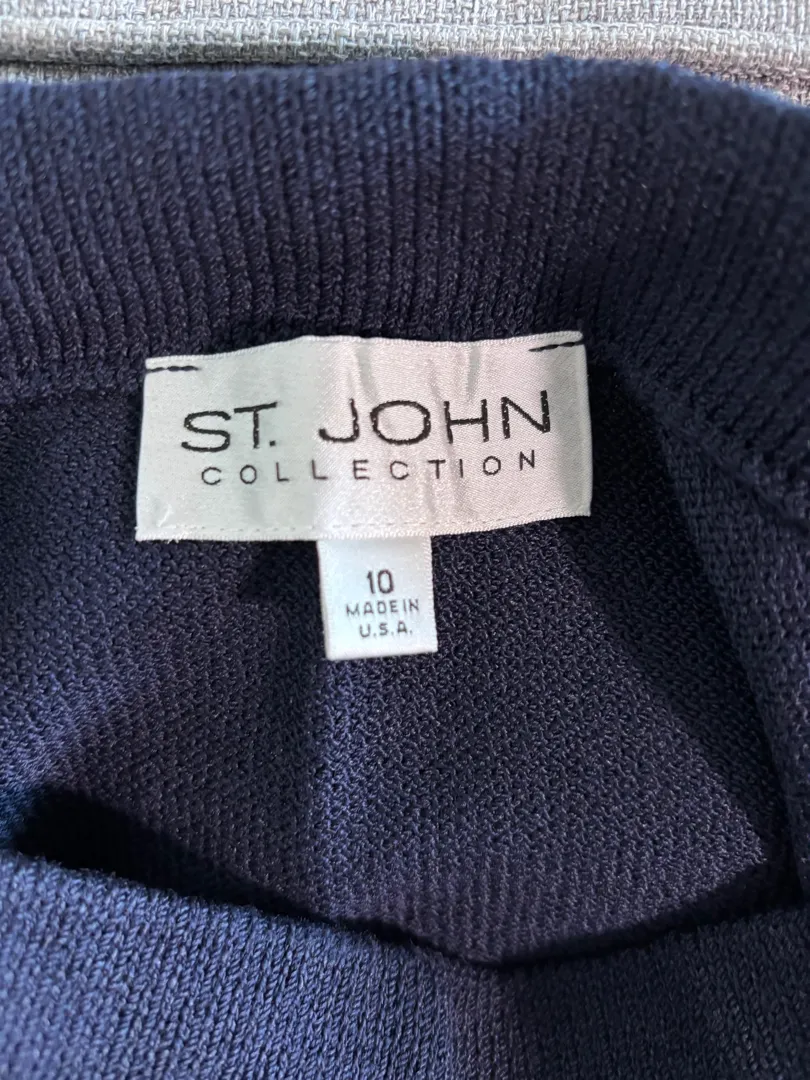 ST. JOHN
COLLECTION
10
MADE IN
U.S.A.